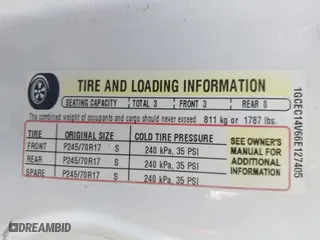 TIRE AND LOADING INFORMATION
SEATING CAPACITY TOTAL 3 FRONT 3 REAR 0
The combined weight of occupants and cargo should never exceed 811 kg or 1787 lbs.
TIRE ORIGINAL SIZE COLD TIRE PRESSURE
FRONT P245/70R17 S 240 kPa, 35 PSI
REAR P245/70R17 S 240 kPa, 35 PSI
SPARE P245/70R17 S 240 kPa, 35 PSI
SEE OWNER'S
MANUAL FOR
ADDITIONAL
INFORMATION
1GCEC14V66E127405
DREAMBID